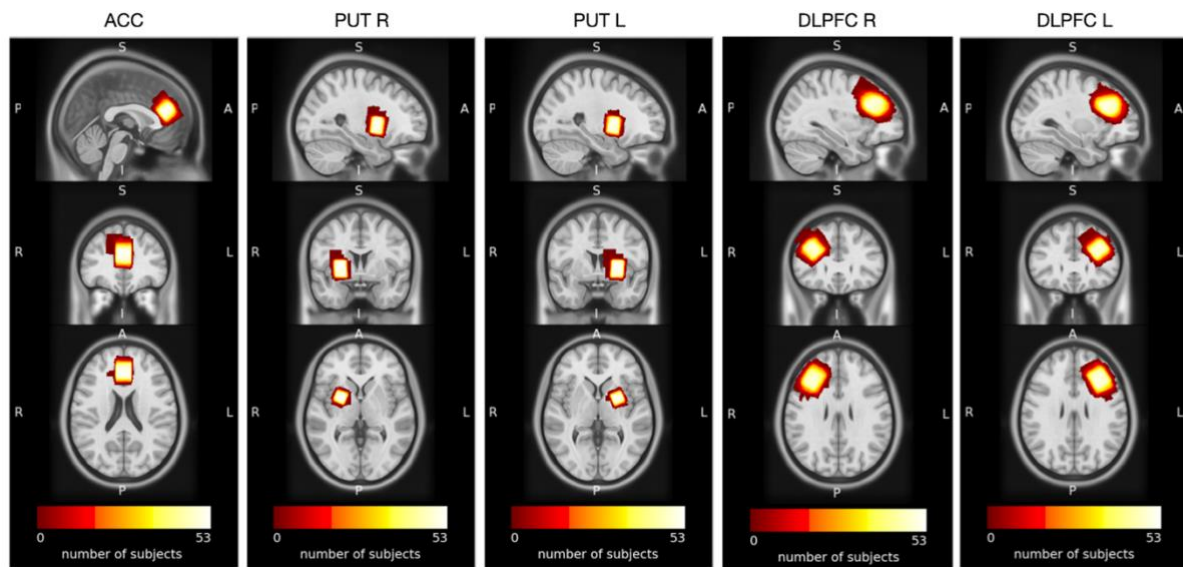 ACC
PUT R
PUT L
DLPFC R
DLPFC L
S
P
A
I
S
R
L
I
A
R
L
P
0 53
number of subjects
S
P
A
I
S
R
L
I
A
R
L
P
0 53
number of subjects
S
P
A
I
S
R
L
I
A
R
L
P
0 53
number of subjects
S
P
A
I
S
R
L
I
A
R
L
P
0 53
number of subjects
S
P
A
I
S
R
L
I
A
R
L
P
0 53
number of subjects